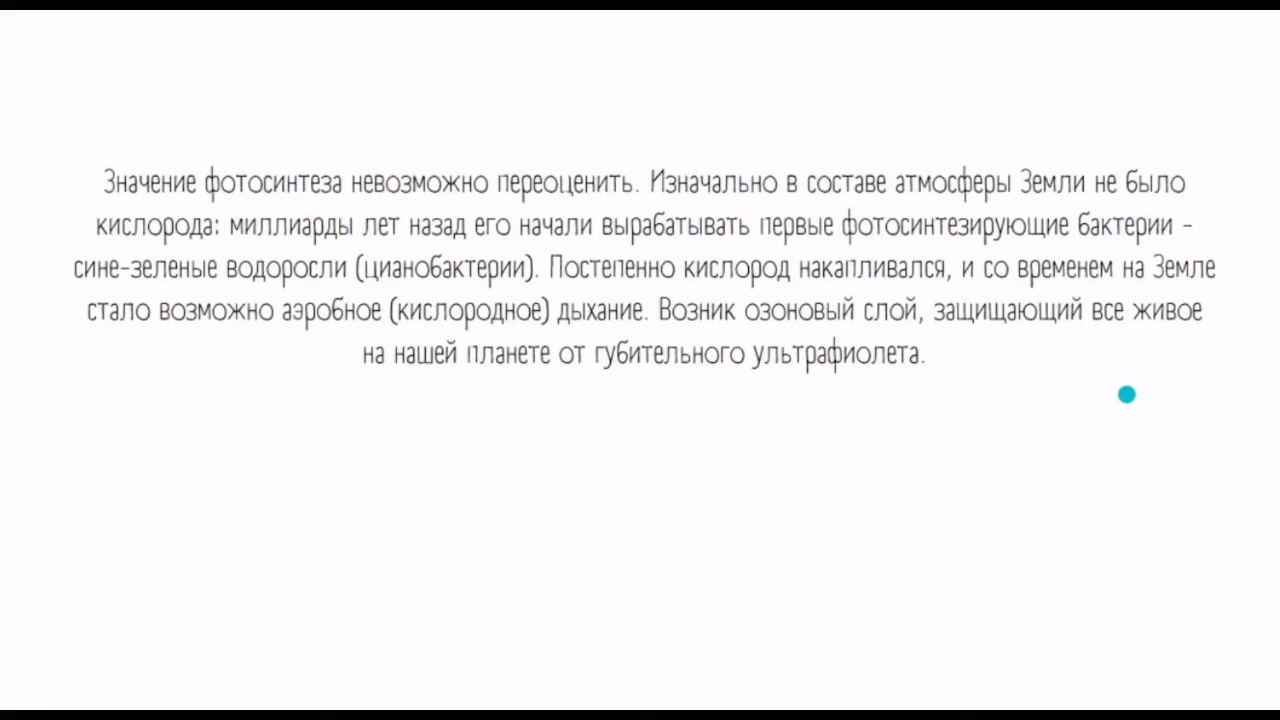 Значение фотосинтеза невозможно переоценить. Изначально в составе атмосферы Земли не было
кислорода: миллиарды лет назад его начали вырабатывать первые фотосинтезирующие бактерии -
сине-зеленые водоросли (цианобактерии). Постепенно кислород накапливался, и со временем на Земле
стало возможно аэробное (кислородное) дыхание. Возник озоновый слой, защищающий все живое
на нашей планете от губительного ультрафиолета.